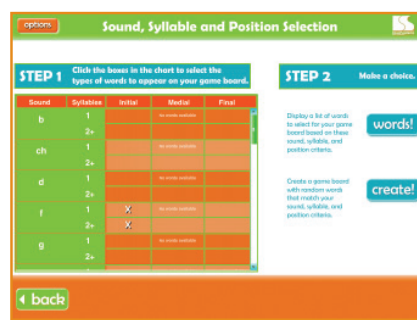 options
Sound, Syllable and Position Selection
STEP 1
Click the boxes in the chart to select the
types of words to appear on your game board.
Sound Syllables Initial Medial Final
b 1 No words available
2+
ch 1 No words available
2+
d 1 No words available
2+
f 1 X No words available
2+ X
g 1 No words available
2+
1
STEP 2
Make a choice.
Display a list of words
to select for your game
board based on these
sound, syllable, and
position criteria.
words!
Create a game board
with random words
that match your
sound, syllable, and
position criteria.
create!
back